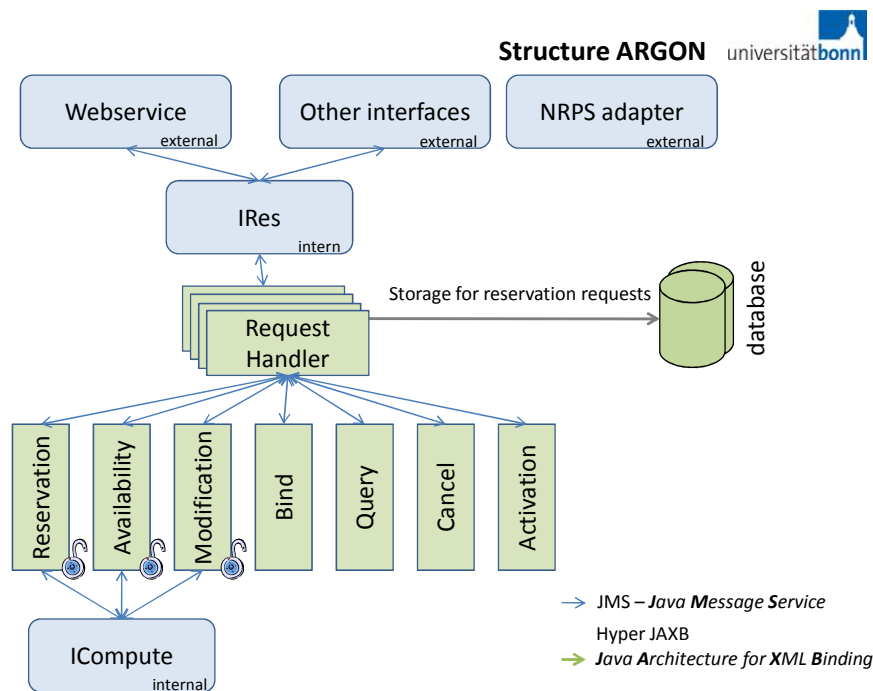 Structure ARGON
universitätbonn
Webservice
external
Other interfaces
external
NRPS adapter
external
IRes
intern
Storage for reservation requests
database
Request
Handler
Reservation
Availability
Modification
Bind
Query
Cancel
Activation
ICompute
internal
JMS – Java Message Service
Hyper JAXB
Java Architecture for XML Binding